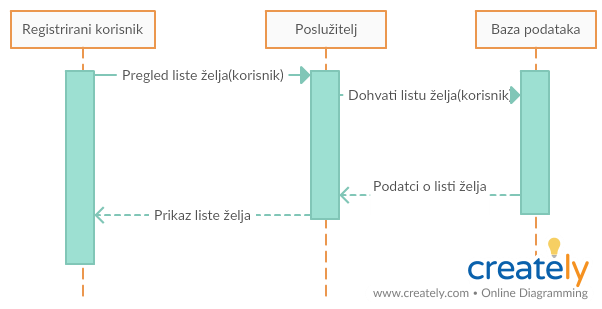 Registrirani korisnik
Poslužitelj
Baza podataka
Pregled liste želja(korisnik)
Dohvati listu želja(korisnik
Podatci o listi želja
Prikaz liste želja
creately
www.creately.com • Online Diagramming